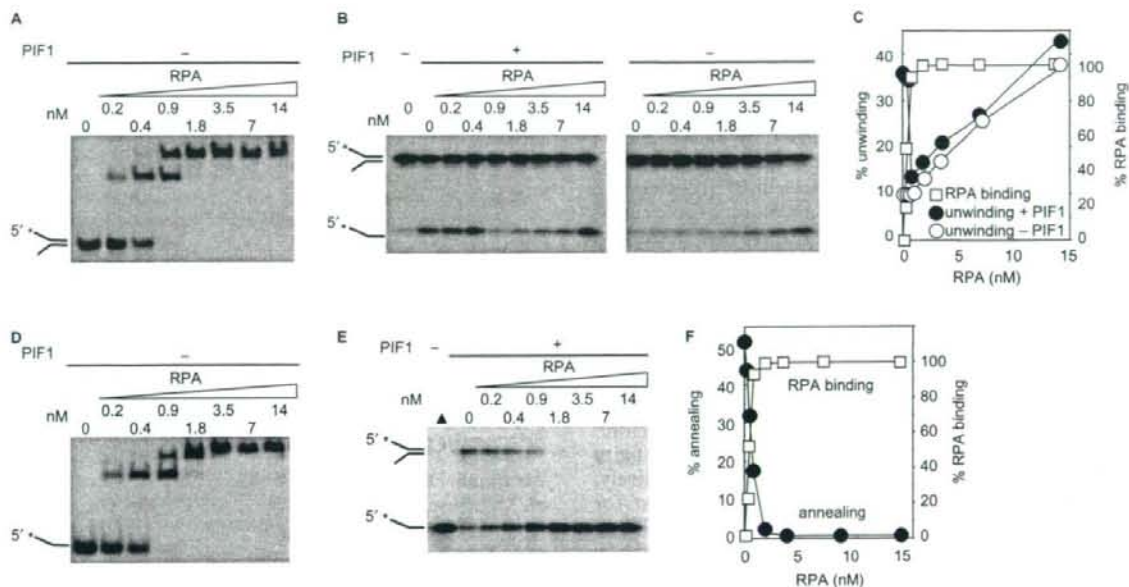 A
PIF1
–
RPA
0.2 0.9 3.5 14
nM 0 0.4 1.8 7
5′ *
B
PIF1 – + –
RPA RPA
0.2 0.9 3.5 14 0.2 0.9 3.5 14
nM 0 0 0.4 1.8 7 0 0.4 1.8 7
5′ *
5′ *
C
40
30
20
10
0
% unwinding
100
80
60
40
20
0
% RPA binding
RPA binding
unwinding + PIF1
unwinding – PIF1
0 5 10 15
RPA (nM)
D
PIF1
–
RPA
0.2 0.9 3.5 14
nM 0 0.4 1.8 7
5′ *
E
PIF1 – +
RPA
nM 0.2 0.9 3.5 14
▲ 0 0.4 1.8 7
5′ *
5′ *
F
50
40
30
20
10
0
% annealing
100
80
60
40
20
0
% RPA binding
RPA binding
annealing
0 5 10 15
RPA (nM)